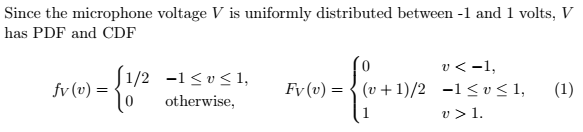 Since the microphone voltage V is uniformly distributed between -1 and 1 volts, V
has PDF and CDF
f_V(v) = { 1/2 −1 ≤ v ≤ 1, 0 otherwise, F_V(v) = { 0 v < −1, (v + 1)/2 −1 ≤ v ≤ 1, 1 v > 1. (1)